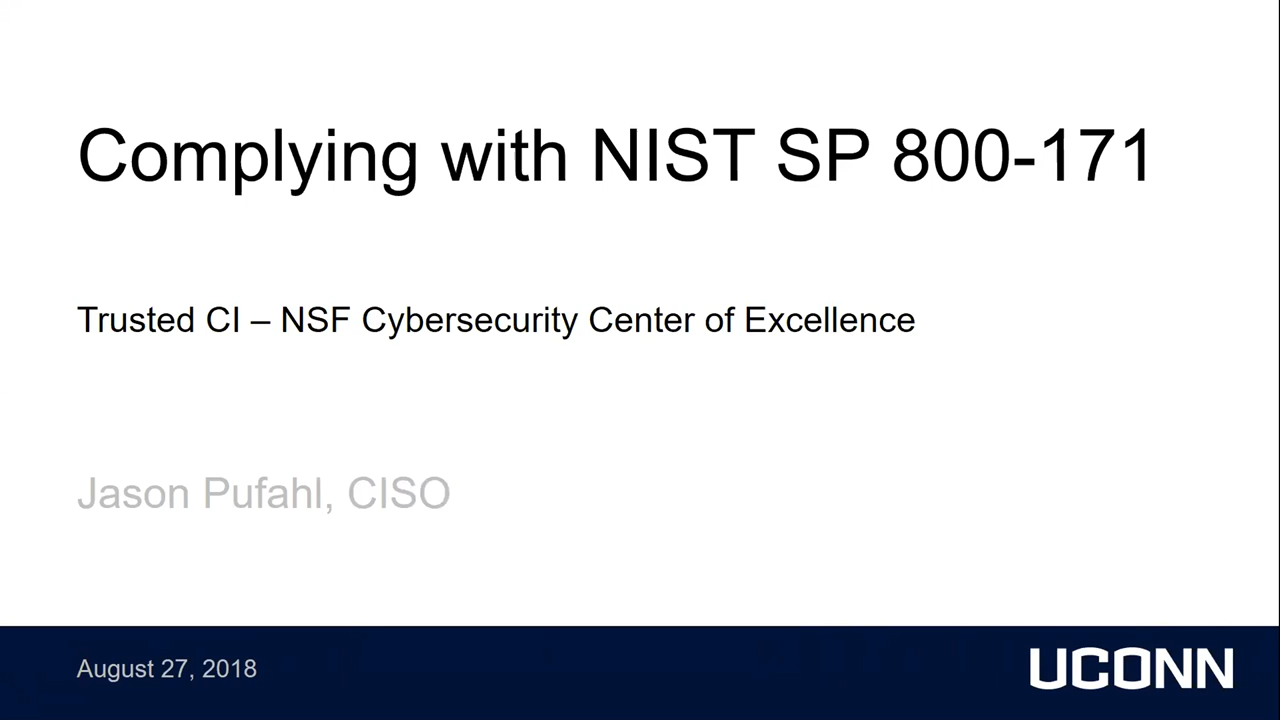 Complying with NIST SP 800-171
Trusted CI – NSF Cybersecurity Center of Excellence
Jason Pufahl, CISO
August 27, 2018
UCONN